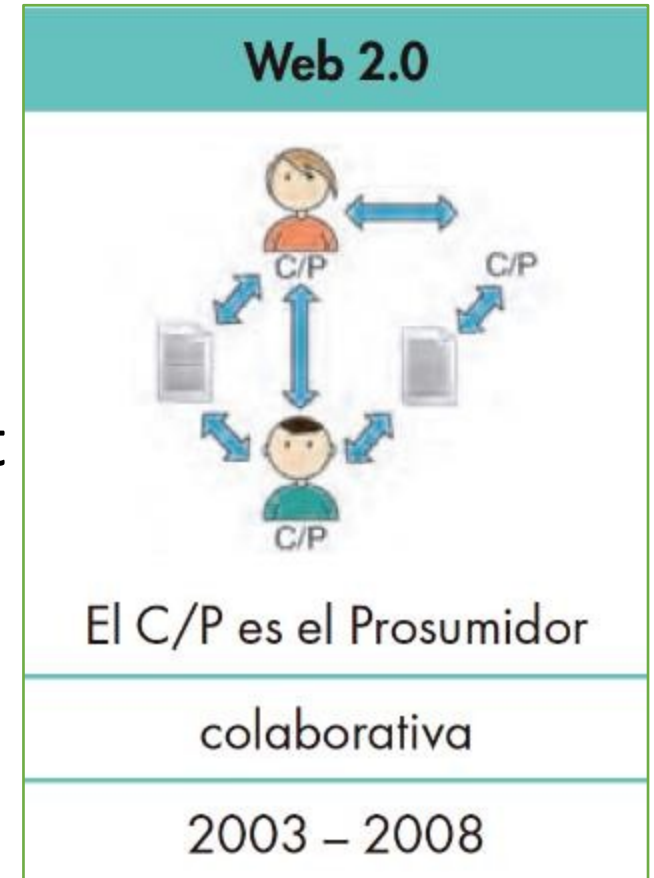 Web 2.0
C/P
C/P
t
C/P
El C/P es el Prosumidor
colaborativa
2003 – 2008